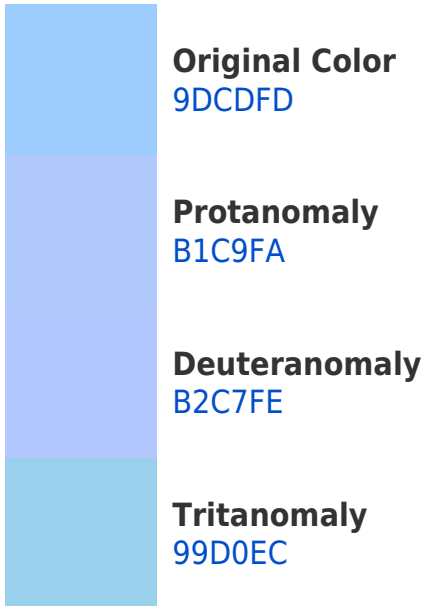 Original Color
9DCDFD
Protanomaly
B1C9FA
Deuteranomaly
B2C7FE
Tritanomaly
99D0EC